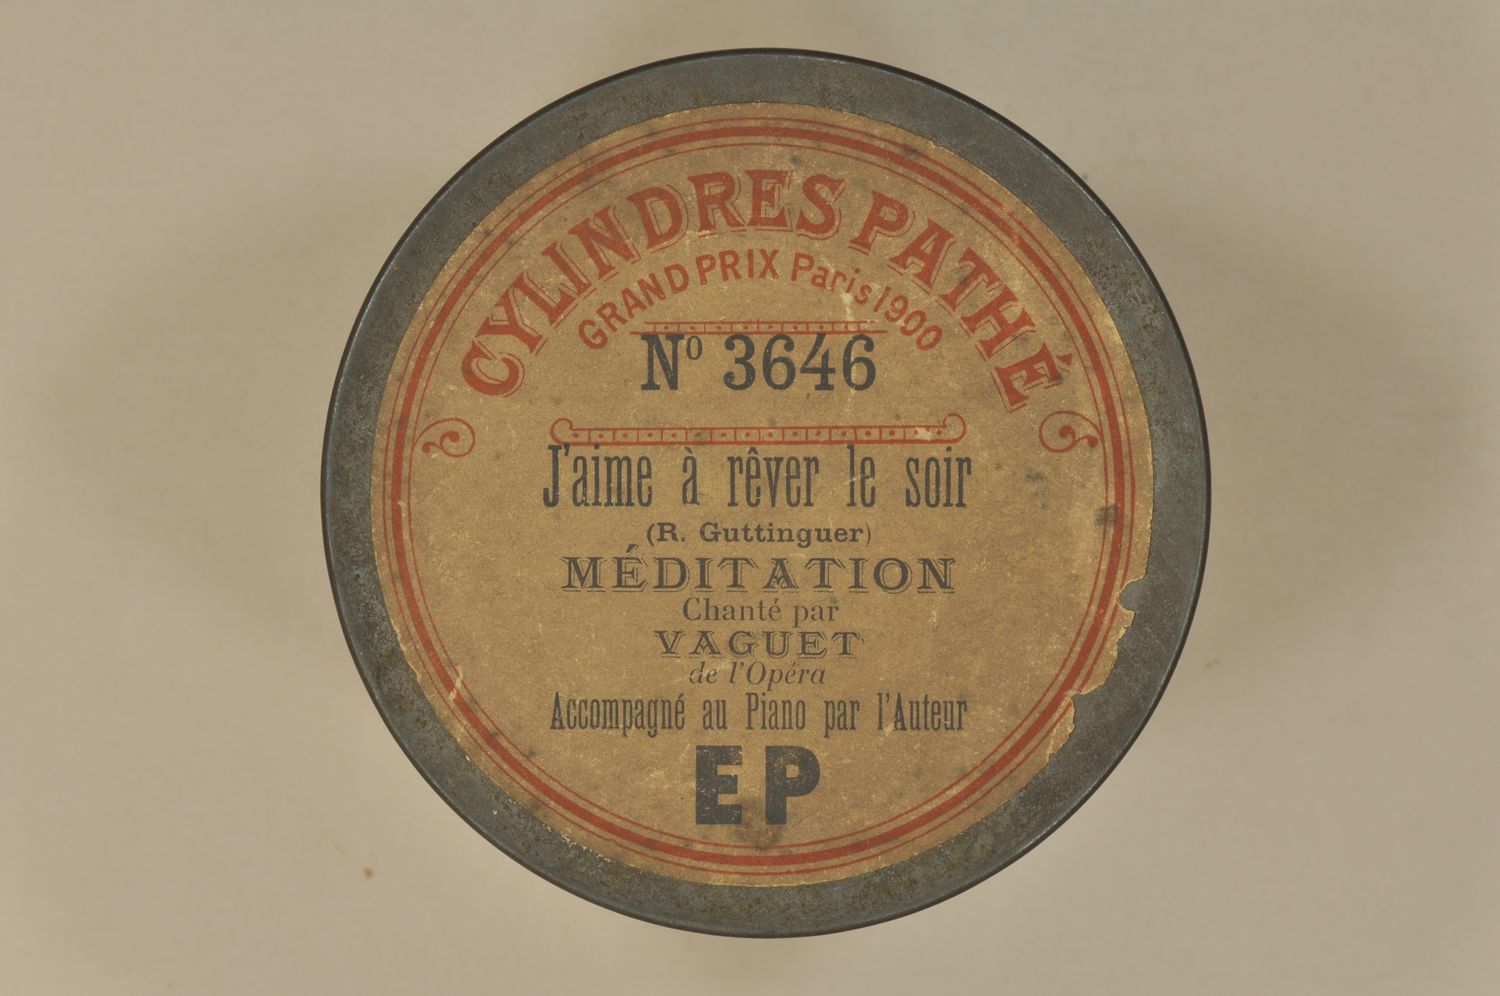 CYLINDRES PATHÉ
GRAND PRIX Paris 1900
Nº 3646
J'aime à rêver le soir
(R. Guttinguer)
MÉDITATION
Chanté par
VAGUET
de l'Opéra
Accompagné au Piano par l'Auteur
EP